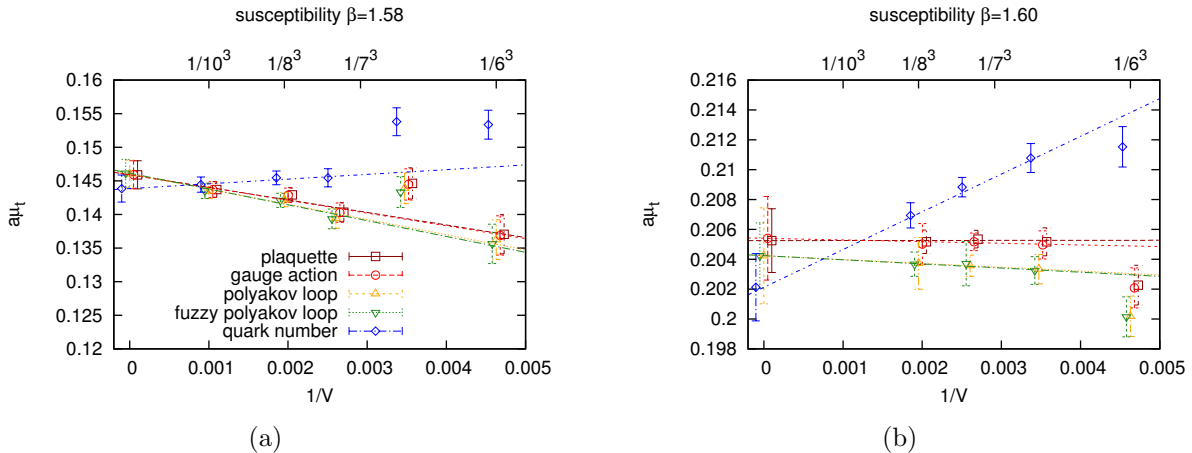 susceptibility β=1.58
1/10³ 1/8³ 1/7³ 1/6³
0.16
0.155
0.15
0.145
0.14
0.135
0.13
0.125
0.12
aμt
plaquette
gauge action
polyakov loop
fuzzy polyakov loop
quark number
0 0.001 0.002 0.003 0.004 0.005
1/V
(a)
susceptibility β=1.60
1/10³ 1/8³ 1/7³ 1/6³
0.216
0.214
0.212
0.21
0.208
0.206
0.204
0.202
0.2
0.198
aμt
0 0.001 0.002 0.003 0.004 0.005
1/V
(b)